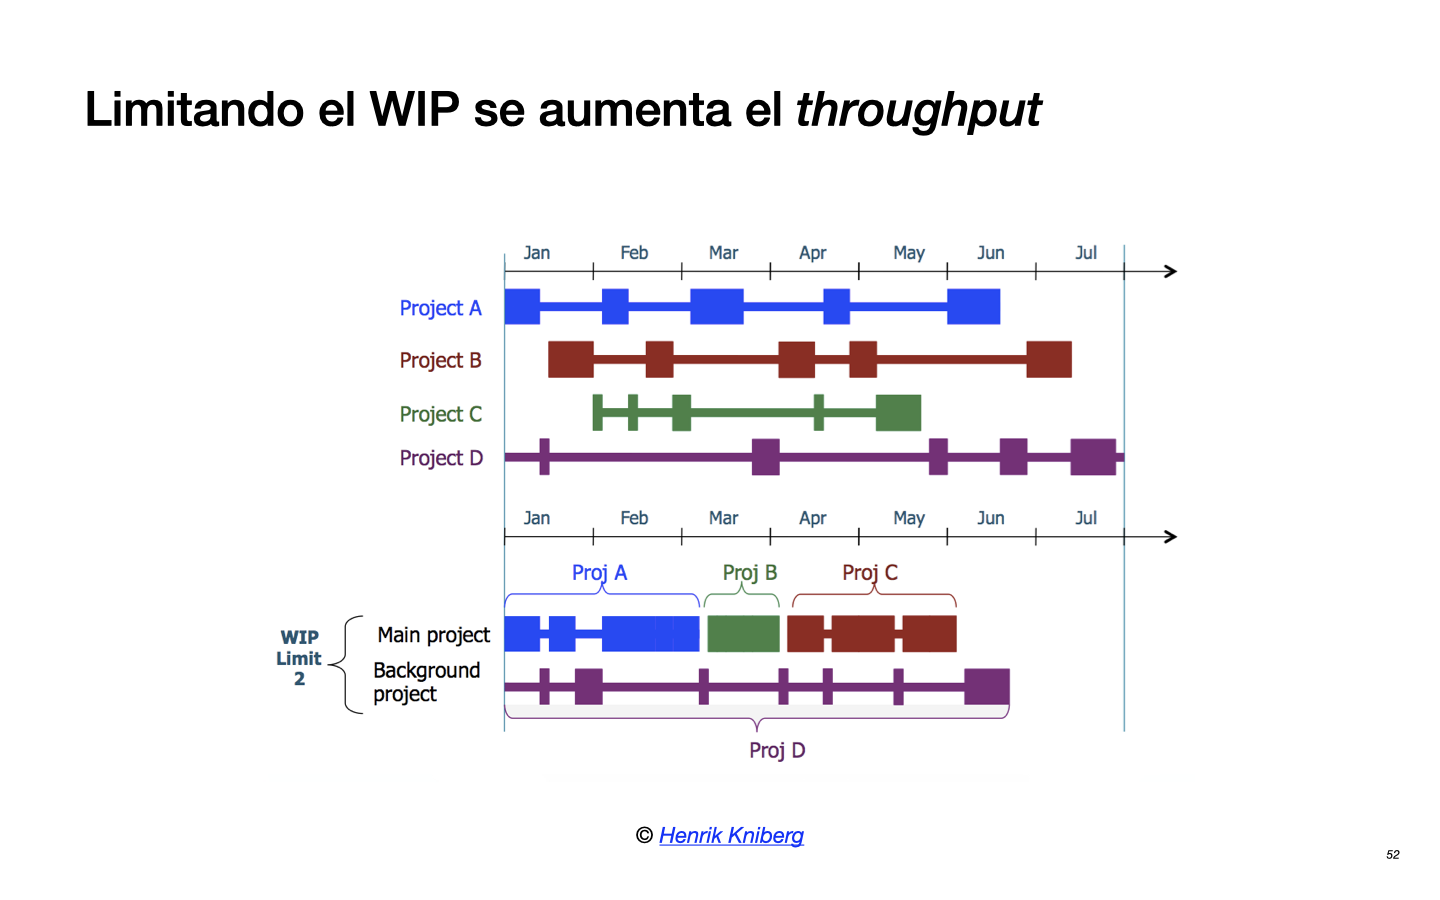 Limitando el WIP se aumenta el throughput
Jan Feb Mar Apr May Jun Jul
Project A
Project B
Project C
Project D
Jan Feb Mar Apr May Jun Jul
Proj A Proj B Proj C
WIP
Limit
2
Main project
Background
project
Proj D
© Henrik Kniberg
52